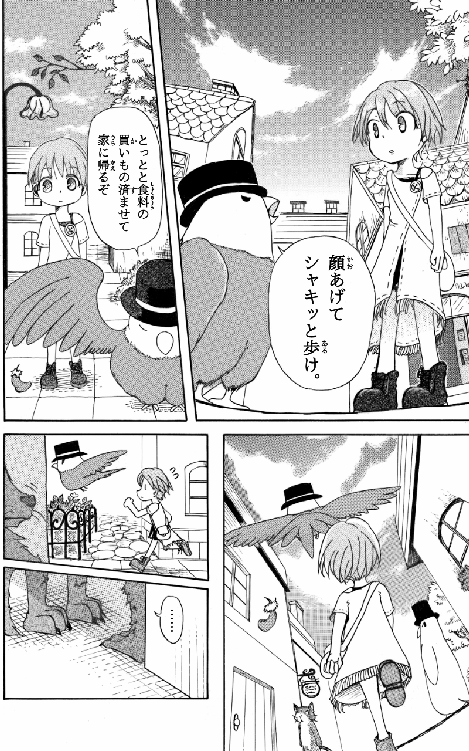 顔あげて
シャキッと歩け。
とっとと食料の
買いもの済ませて
家に帰るぞ
……